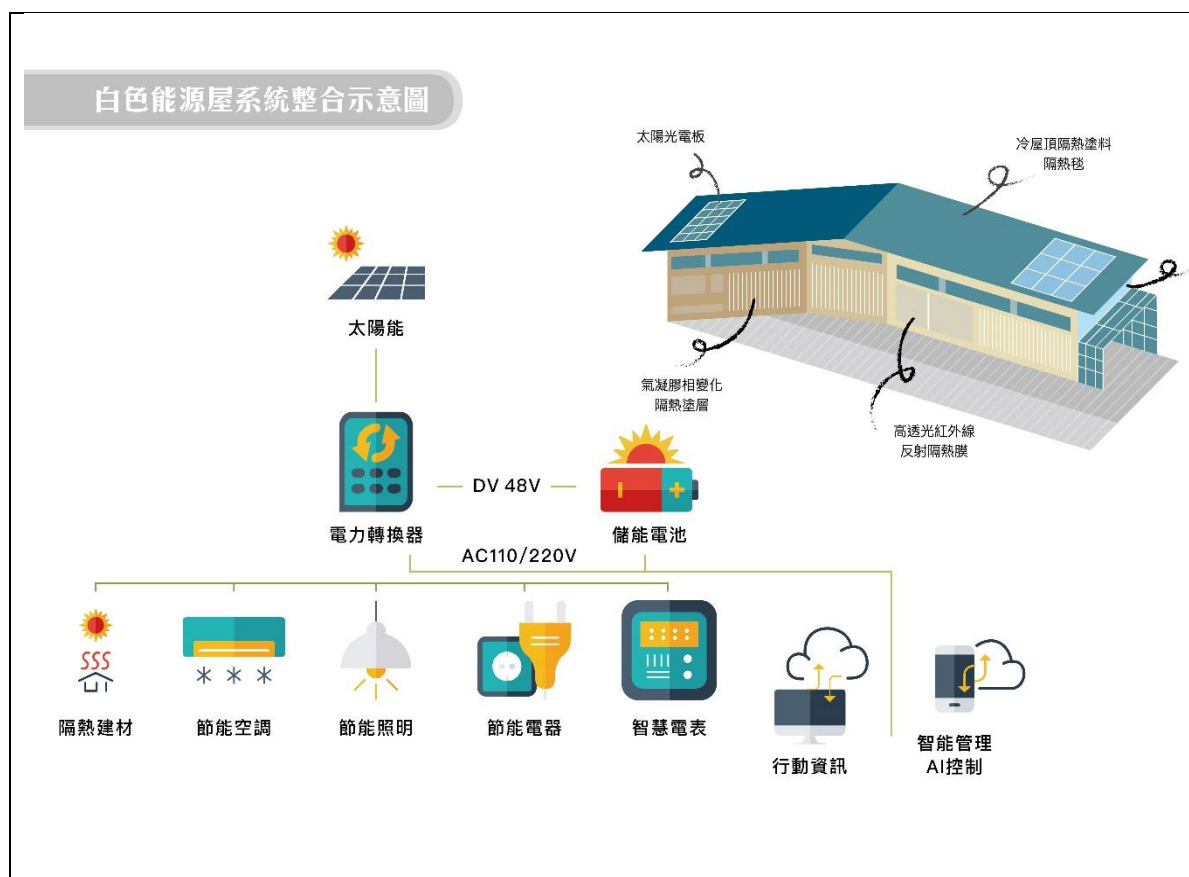 白色能源屋系統整合示意圖
太陽光電板
冷屋頂隔熱塗料
隔熱毯
太陽能
氣凝膠相變化
隔熱塗層
高透光紅外線
反射隔熱膜
DV 48V
電力轉換器
儲能電池
AC110/220V
隔熱建材
節能空調
節能照明
節能電器
智慧電表
行動資訊
智能管理
AI控制